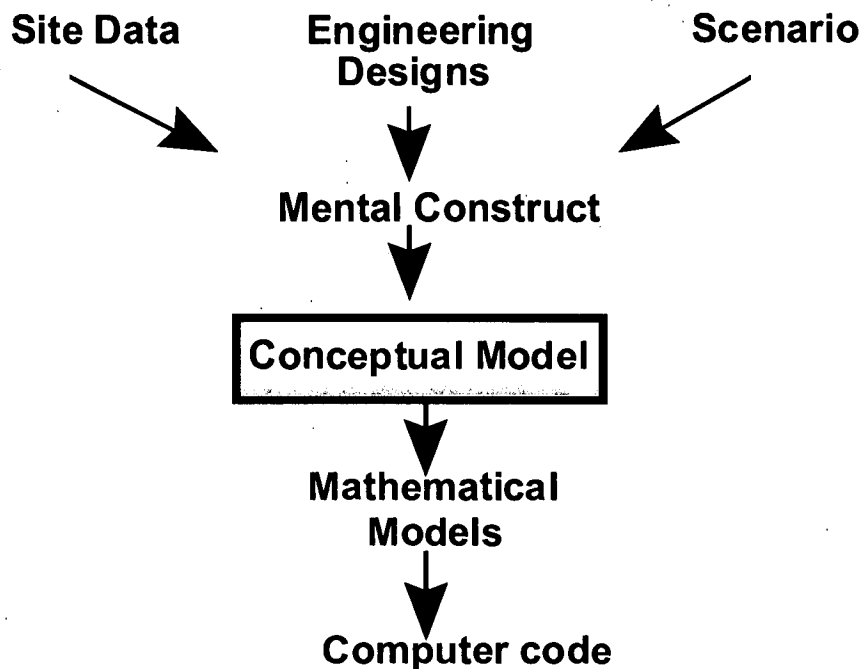 Site Data
Engineering
Designs
Scenario
Mental Construct
Conceptual Model
Mathematical
Models
Computer code